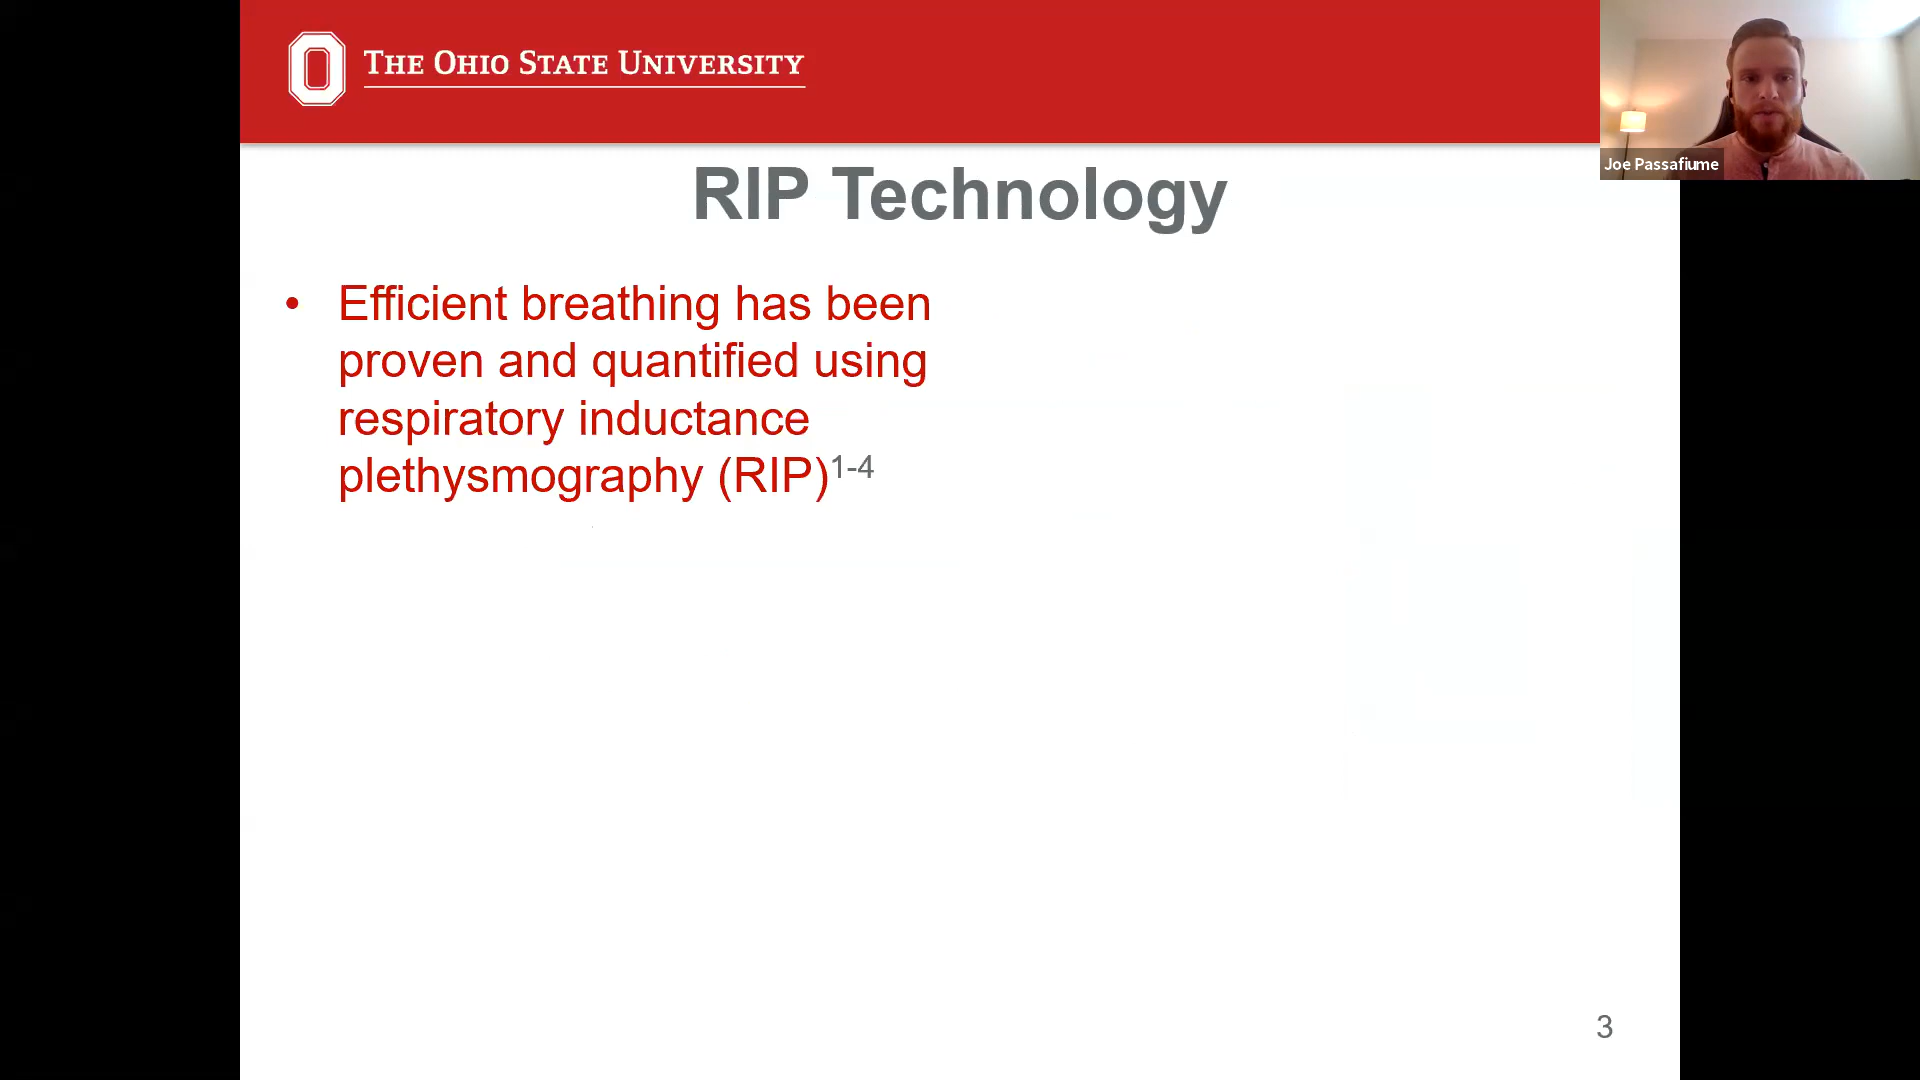 THE OHIO STATE UNIVERSITY
Joe Passafiume
RIP Technology
• Efficient breathing has been
proven and quantified using
respiratory inductance
plethysmography (RIP)1-4
3